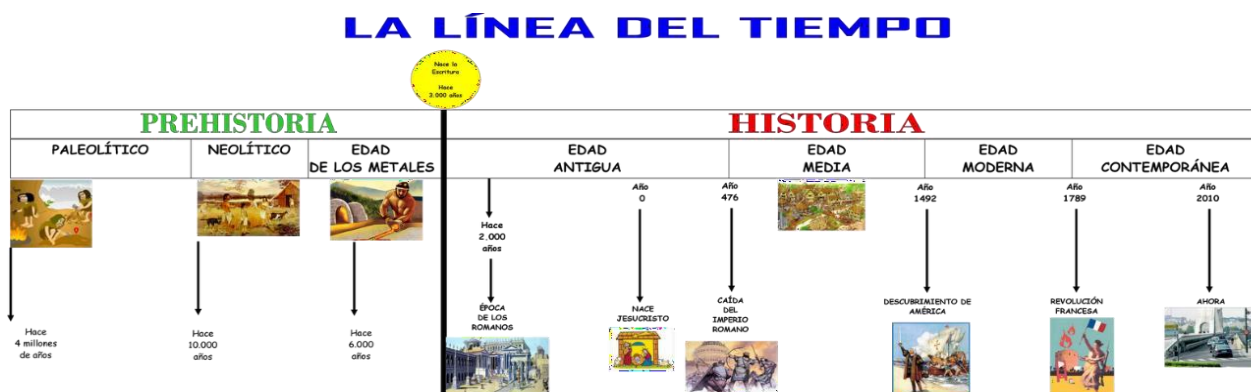 LA LÍNEA DEL TIEMPO
Nace la
Escritura
Hace
3.000 años
PREHISTORIA
HISTORIA
PALEOLÍTICO
NEOLÍTICO
EDAD
DE LOS METALES
EDAD
ANTIGUA
EDAD
MEDIA
EDAD
MODERNA
EDAD
CONTEMPORÁNEA
Hace
4 millones
de años
Hace
10.000
años
Hace
6.000
años
Hace
2.000
años
ÉPOCA
DE LOS
ROMANOS
Año
0
NACE
JESUCRISTO
Año
476
CAÍDA
DEL
IMPERIO
ROMANO
Año
1492
DESCUBRIMIENTO DE
AMÉRICA
Año
1789
REVOLUCIÓN
FRANCESA
Año
2010
AHORA